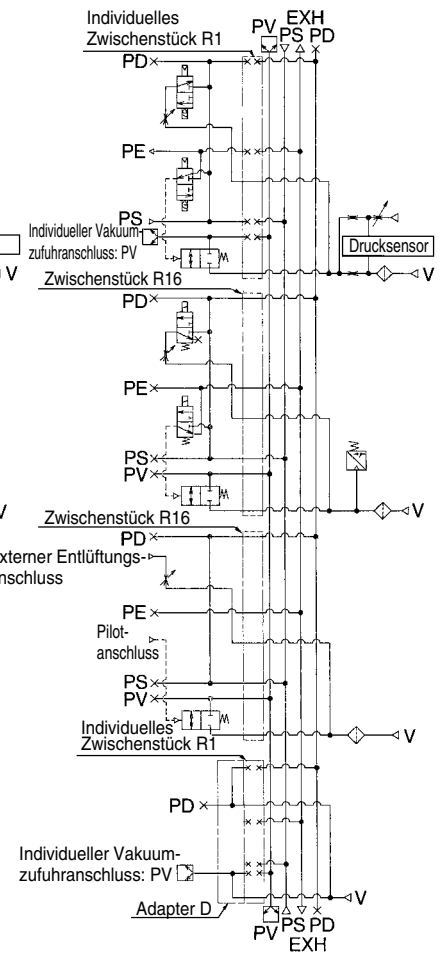 Individuelles
Zwischenstück R1
EXH
PV PS PD
PD
PE
PS
Individueller Vakuum-
zufuhranschluss: PV
Drucksensor
V
V
Zwischenstück R16
PD
PE
PS
PV
V
V
Zwischenstück R16
PD
xterner Entlüftungs-
nschluss
PE
Pilot-
anschluss
PS
PV
V
Individuelles
Zwischenstück R1
PD
Individueller Vakuum-
zufuhranschluss: PV
V
Adapter D
PV PS PD
EXH